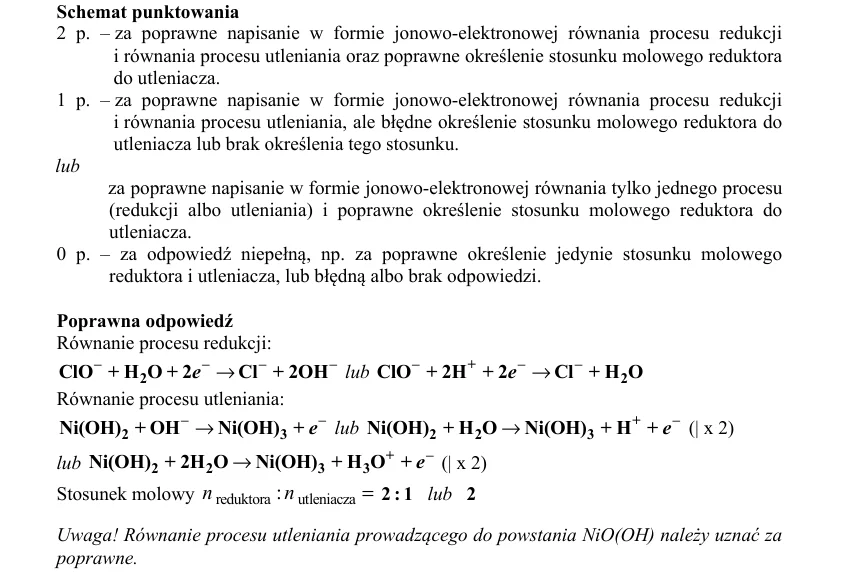 Schemat punktowania
2 p. – za poprawne napisanie w formie jonowo-elektronowej równania procesu redukcji
i równania procesu utleniania oraz poprawne określenie stosunku molowego reduktora
do utleniacza.
1 p. – za poprawne napisanie w formie jonowo-elektronowej równania procesu redukcji
i równania procesu utleniania, ale błędne określenie stosunku molowego reduktora do
utleniacza lub brak określenia tego stosunku.
lub
za poprawne napisanie w formie jonowo-elektronowej równania tylko jednego procesu
(redukcji albo utleniania) i poprawne określenie stosunku molowego reduktora do
utleniacza.
0 p. – za odpowiedź niepełną, np. za poprawne określenie jedynie stosunku molowego
reduktora i utleniacza, lub błędną albo brak odpowiedzi.
Poprawna odpowiedź
Równanie procesu redukcji:
ClO⁻ + H₂O + 2e⁻ → Cl⁻ + 2OH⁻ lub ClO⁻ + 2H⁺ + 2e⁻ → Cl⁻ + H₂O
Równanie procesu utleniania:
Ni(OH)₂ + OH⁻ → Ni(OH)₃ + e⁻ lub Ni(OH)₂ + H₂O → Ni(OH)₃ + H⁺ + e⁻ (| x 2)
lub Ni(OH)₂ + 2H₂O → Ni(OH)₃ + H₃O⁺ + e⁻ (| x 2)
Stosunek molowy n reduktora : n utleniacza = 2 : 1 lub 2
Uwaga! Równanie procesu utleniania prowadzącego do powstania NiO(OH) należy uznać za
poprawne.